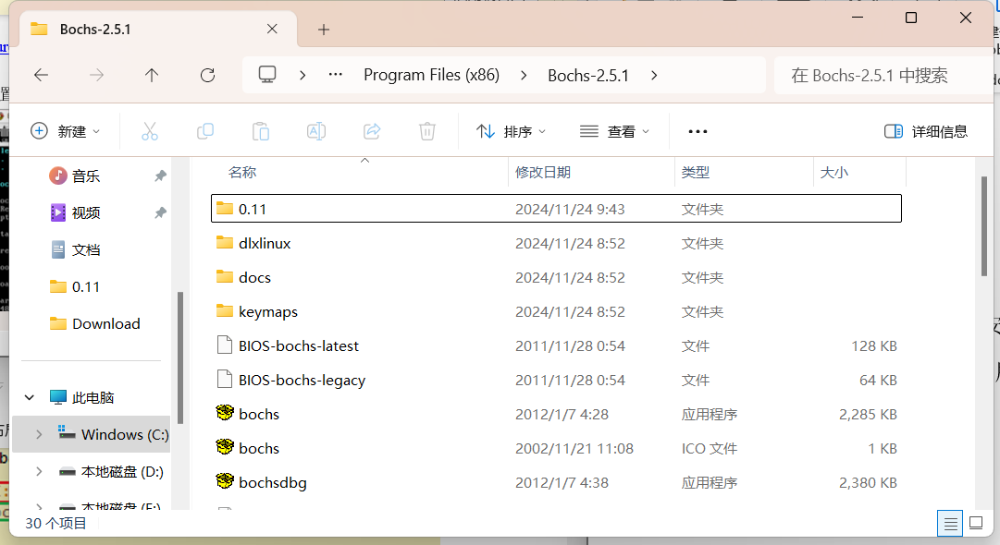 Bochs-2.5.1
Program Files (x86) Bochs-2.5.1
在 Bochs-2.5.1 中搜索
新建 排序 查看 详细信息
名称 修改日期 类型 大小
音乐
视频
文档
0.11
Download
此电脑
Windows (C:)
本地磁盘 (D:)
本地磁盘 (E:)
0.11 2024/11/24 9:43 文件夹
dlxlinux 2024/11/24 8:52 文件夹
docs 2024/11/24 8:52 文件夹
keymaps 2024/11/24 8:52 文件夹
BIOS-bochs-latest 2011/11/28 0:54 文件 128 KB
BIOS-bochs-legacy 2011/11/28 0:54 文件 64 KB
bochs 2012/1/7 4:28 应用程序 2,285 KB
bochs 2002/11/21 11:08 ICO 文件 1 KB
bochsdbg 2012/1/7 4:38 应用程序 2,380 KB
30 个项目